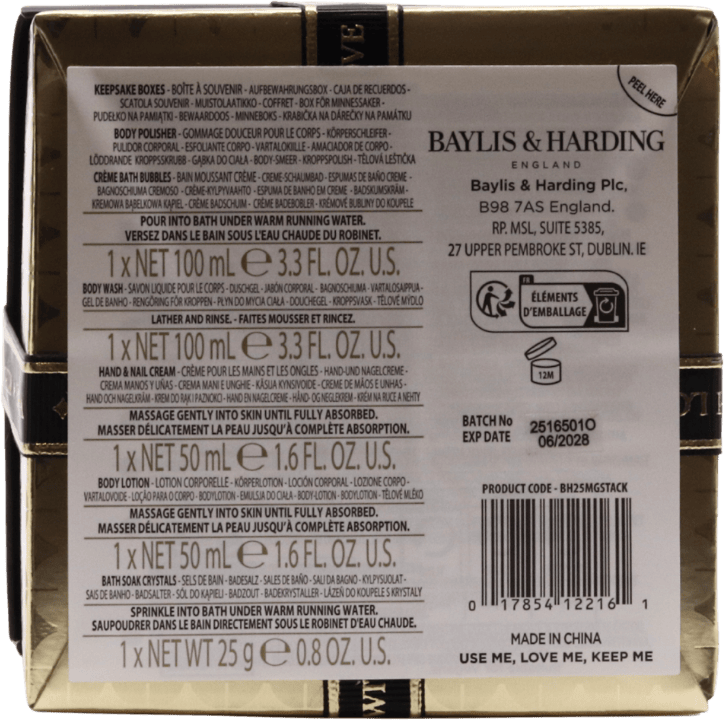 VE
KEEPSAKE BOXES - BOÎTE À SOUVENIR - AUFBEWAHRUNGSBOX - CAJA DE RECUERDOS -
SCATOLA SOUVENIR - MUISTOLAATIKKO - COFFRET - BOX FÖR MINNESSAKER -
PUDEŁKO NA PAMIĄTKI - BEWAARDOOS - MINNEBOKS - KRABIČKA NA DÁREČKY NA PAMÁTKU
BODY POLISHER - GOMMAGE DOUCEUR POUR LE CORPS - KÖRPERSCHLEIFER -
PULIDOR CORPORAL - ESFOLIANTE CORPO - VARTALOKIILLE - AMACIADOR DE CORPO -
LÖDDRANDE KROPPSSKRUBB - GĄBKA DO CIAŁA - BODY-SMEER - KROPPSPOLISH - TĚLOVÁ LEŠTIČKA
CRÈME BATH BUBBLES - BAIN MOUSSANT CRÈME - CREME-SCHAUMBAD - ESPUMAS DE BAÑO CREME -
BAGNOSCHIUMA CREMOSO - CRÈME-KYLPYVAAHTO - ESPUMA DE BANHO EM CREME - BADSKUMSKRÄM -
KREMOWA BĄBELKOWA KĄPIEL - CRÈME BADSCHUIM - CRÈME BADEBOBLER - KRÉMOVÉ BUBLINY DO KOUPELE
POUR INTO BATH UNDER WARM RUNNING WATER.
VERSEZ DANS LE BAIN SOUS L'EAU CHAUDE DU ROBINET.
1 x NET 100 mL ℮ 3.3 FL. OZ. U.S.
BODY WASH - SAVON LIQUIDE POUR LE CORPS - DUSCHGEL - JABÓN CORPORAL - BAGNOSCHIUMA - VARTALOSAIPPUA -
GEL DE BANHO - RENGÖRING FÖR KROPPEN - PŁYN DO MYCIA CIAŁA - DOUCHEGEL - KROPPSVASK - TĚLOVÉ MÝDLO
LATHER AND RINSE. - FAITES MOUSSER ET RINCEZ.
1 x NET 100 mL ℮ 3.3 FL. OZ. U.S.
HAND & NAIL CREAM - CRÈME POUR LES MAINS ET LES ONGLES - HAND-UND NAGELCREME -
CREMA MANOS Y UÑAS - CREMA MANI E UNGHIE - KÄSIJA KYNSIVOIDE - CREME DE MÃOS E UNHAS -
HAND OCH NAGELKRÄM - KREM DO RĄK I PAZNOKCI - HAND EN NAGELCREME - HÅND- OG NEGLEKREM - KRÉM NA RUCE A NEHTY
MASSAGE GENTLY INTO SKIN UNTIL FULLY ABSORBED.
MASSER DÉLICATEMENT LA PEAU JUSQU'À COMPLÈTE ABSORPTION.
1 x NET 50 mL ℮ 1.6 FL. OZ. U.S.
BODY LOTION - LOTION CORPORELLE - KÖRPERLOTION - LOCIÓN CORPORAL - LOZIONE CORPO -
VARTALOVOIDE - LOÇÃO PARA O CORPO - BODYLOTION - EMULSJA DO CIAŁA - BODY-LOTION - BODYLOTION - TĚLOVÉ MLÉKO
MASSAGE GENTLY INTO SKIN UNTIL FULLY ABSORBED.
MASSER DÉLICATEMENT LA PEAU JUSQU'À COMPLÈTE ABSORPTION.
1 x NET 50 mL ℮ 1.6 FL. OZ. U.S.
BATH SOAK CRYSTALS - SELS DE BAIN - BADESALZ - SALES DE BAÑO - SALI DA BAGNO - KYLPYSUOLAT -
SAIS DE BANHO - BADSALTER - SÓL DO KĄPIELI - BADZOUT - BADEKRYSTALLER - LÁZEŇ DO KOUPELE S KRYSTALY
SPRINKLE INTO BATH UNDER WARM RUNNING WATER.
SAUPOUDRER DANS LE BAIN DIRECTEMENT SOUS LE ROBINET D'EAU CHAUDE.
1 x NET WT 25 g ℮ 0.8 OZ. U.S.
PEEL HERE
BAYLIS & HARDING
ENGLAND
Baylis & Harding Plc,
B98 7AS England.
RP. MSL, SUITE 5385,
27 UPPER PEMBROKE ST, DUBLIN. IE
FR
ÉLÉMENTS
D'EMBALLAGE
12M
BATCH No 2516501O
EXP DATE 06/2028
PRODUCT CODE - BH25MGSTACK
0 17854 12216 1
MADE IN CHINA
USE ME, LOVE ME, KEEP ME
WIT